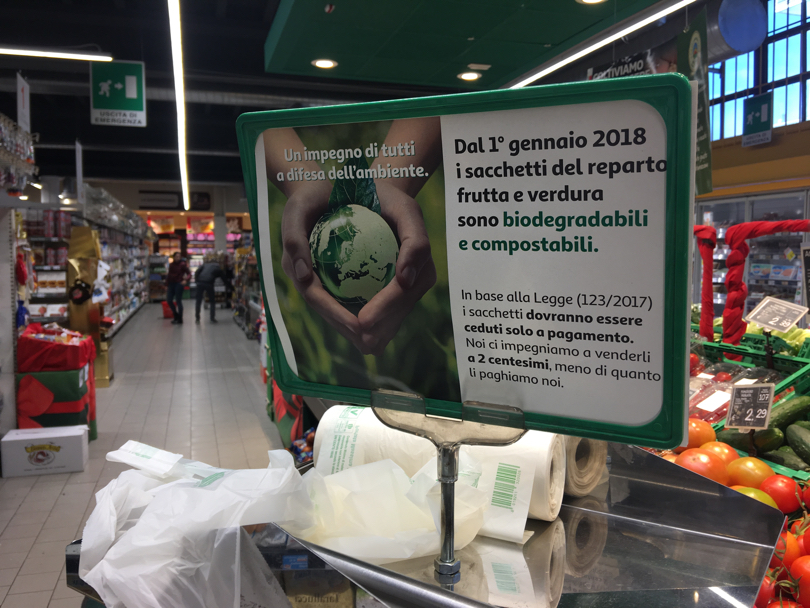 USCITA DI
EMERGENZA
COLTIVIAMO
Un impegno di tutti
a difesa dell'ambiente.
Dal 1° gennaio 2018
i sacchetti del reparto
frutta e verdura
sono biodegradabili
e compostabili.
In base alla Legge (123/2017)
i sacchetti dovranno essere
ceduti solo a pagamento.
Noi ci impegniamo a venderli
a 2 centesimi, meno di quanto
li paghiamo noi.
107
2.29